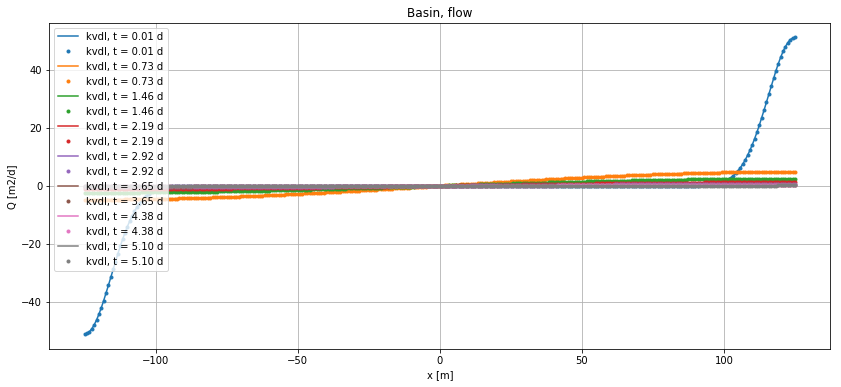 Basin, flow
kvdl, t = 0.01 d
kvdl, t = 0.01 d
kvdl, t = 0.73 d
kvdl, t = 0.73 d
kvdl, t = 1.46 d
kvdl, t = 1.46 d
kvdl, t = 2.19 d
kvdl, t = 2.19 d
kvdl, t = 2.92 d
kvdl, t = 2.92 d
kvdl, t = 3.65 d
kvdl, t = 3.65 d
kvdl, t = 4.38 d
kvdl, t = 4.38 d
kvdl, t = 5.10 d
kvdl, t = 5.10 d
Q [m2/d]
40
20
0
−20
−40
−100 −50 0 50 100
x [m]